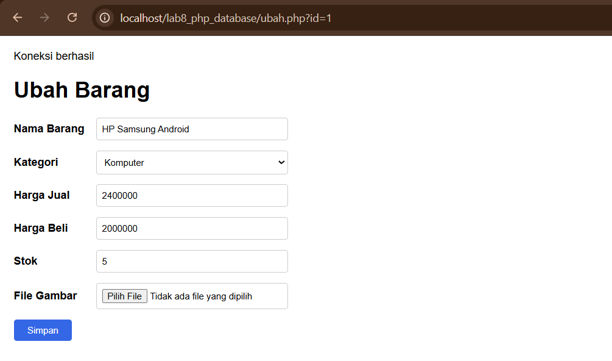 localhost/lab8_php_database/ubah.php?id=1
Koneksi berhasil
Ubah Barang
Nama Barang HP Samsung Android
Kategori Komputer
Harga Jual 2400000
Harga Beli 2000000
Stok 5
File Gambar Pilih File Tidak ada file yang dipilih
Simpan